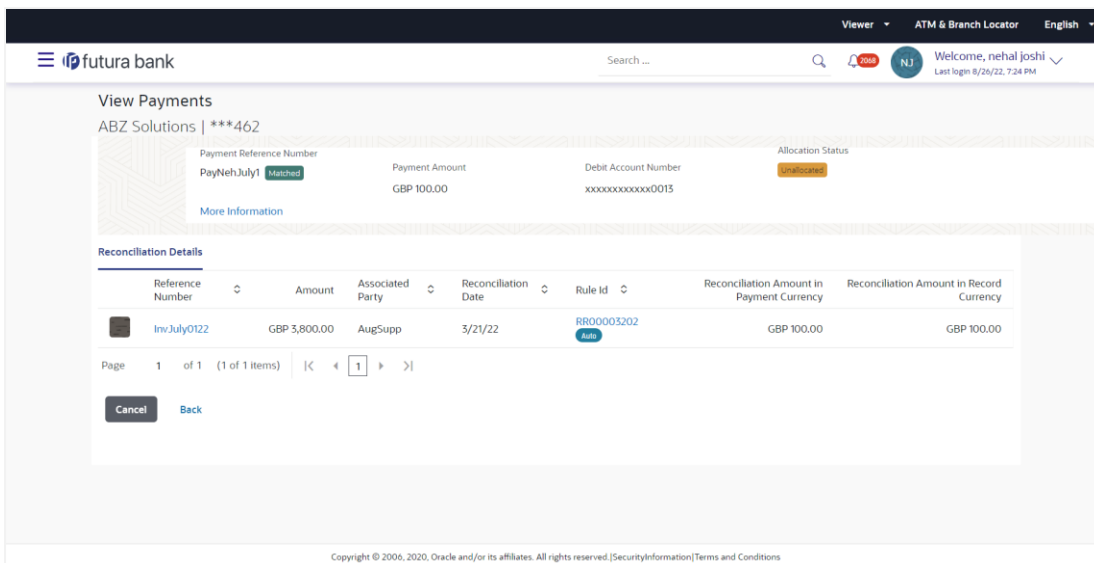 Viewer ATM & Branch Locator English
futura bank Search ... 2068 NJ Welcome, nehal joshi
Last login 8/26/22, 7:24 PM
View Payments
ABZ Solutions | ***462
Payment Reference Number
PayNehJuly1 Matched
More Information
Payment Amount
GBP 100.00
Debit Account Number
xxxxxxxxxxxx0013
Allocation Status
Unallocated
Reconciliation Details
Reference Number Amount Associated Party Reconciliation Date Rule Id Reconciliation Amount in Payment Currency Reconciliation Amount in Record Currency
InvJuly0122 GBP 3,800.00 AugSupp 3/21/22 RR00003202 Auto GBP 100.00 GBP 100.00
Page 1 of 1 (1 of 1 items) 1
Cancel Back
Copyright © 2006, 2020, Oracle and/or its affiliates. All rights reserved.|SecurityInformation|Terms and Conditions